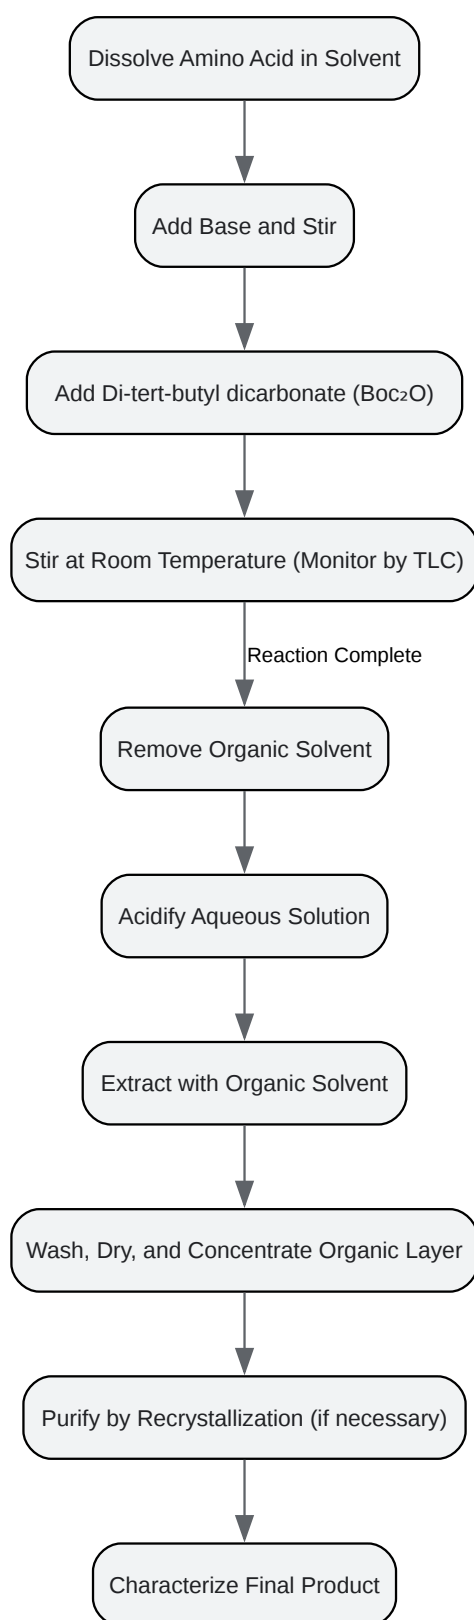 Dissolve Amino Acid in Solvent
Add Base and Stir
Add Di-tert-butyl dicarbonate (Boc₂O)
Stir at Room Temperature (Monitor by TLC)
Reaction Complete
Remove Organic Solvent
Acidify Aqueous Solution
Extract with Organic Solvent
Wash, Dry, and Concentrate Organic Layer
Purify by Recrystallization (if necessary)
Characterize Final Product